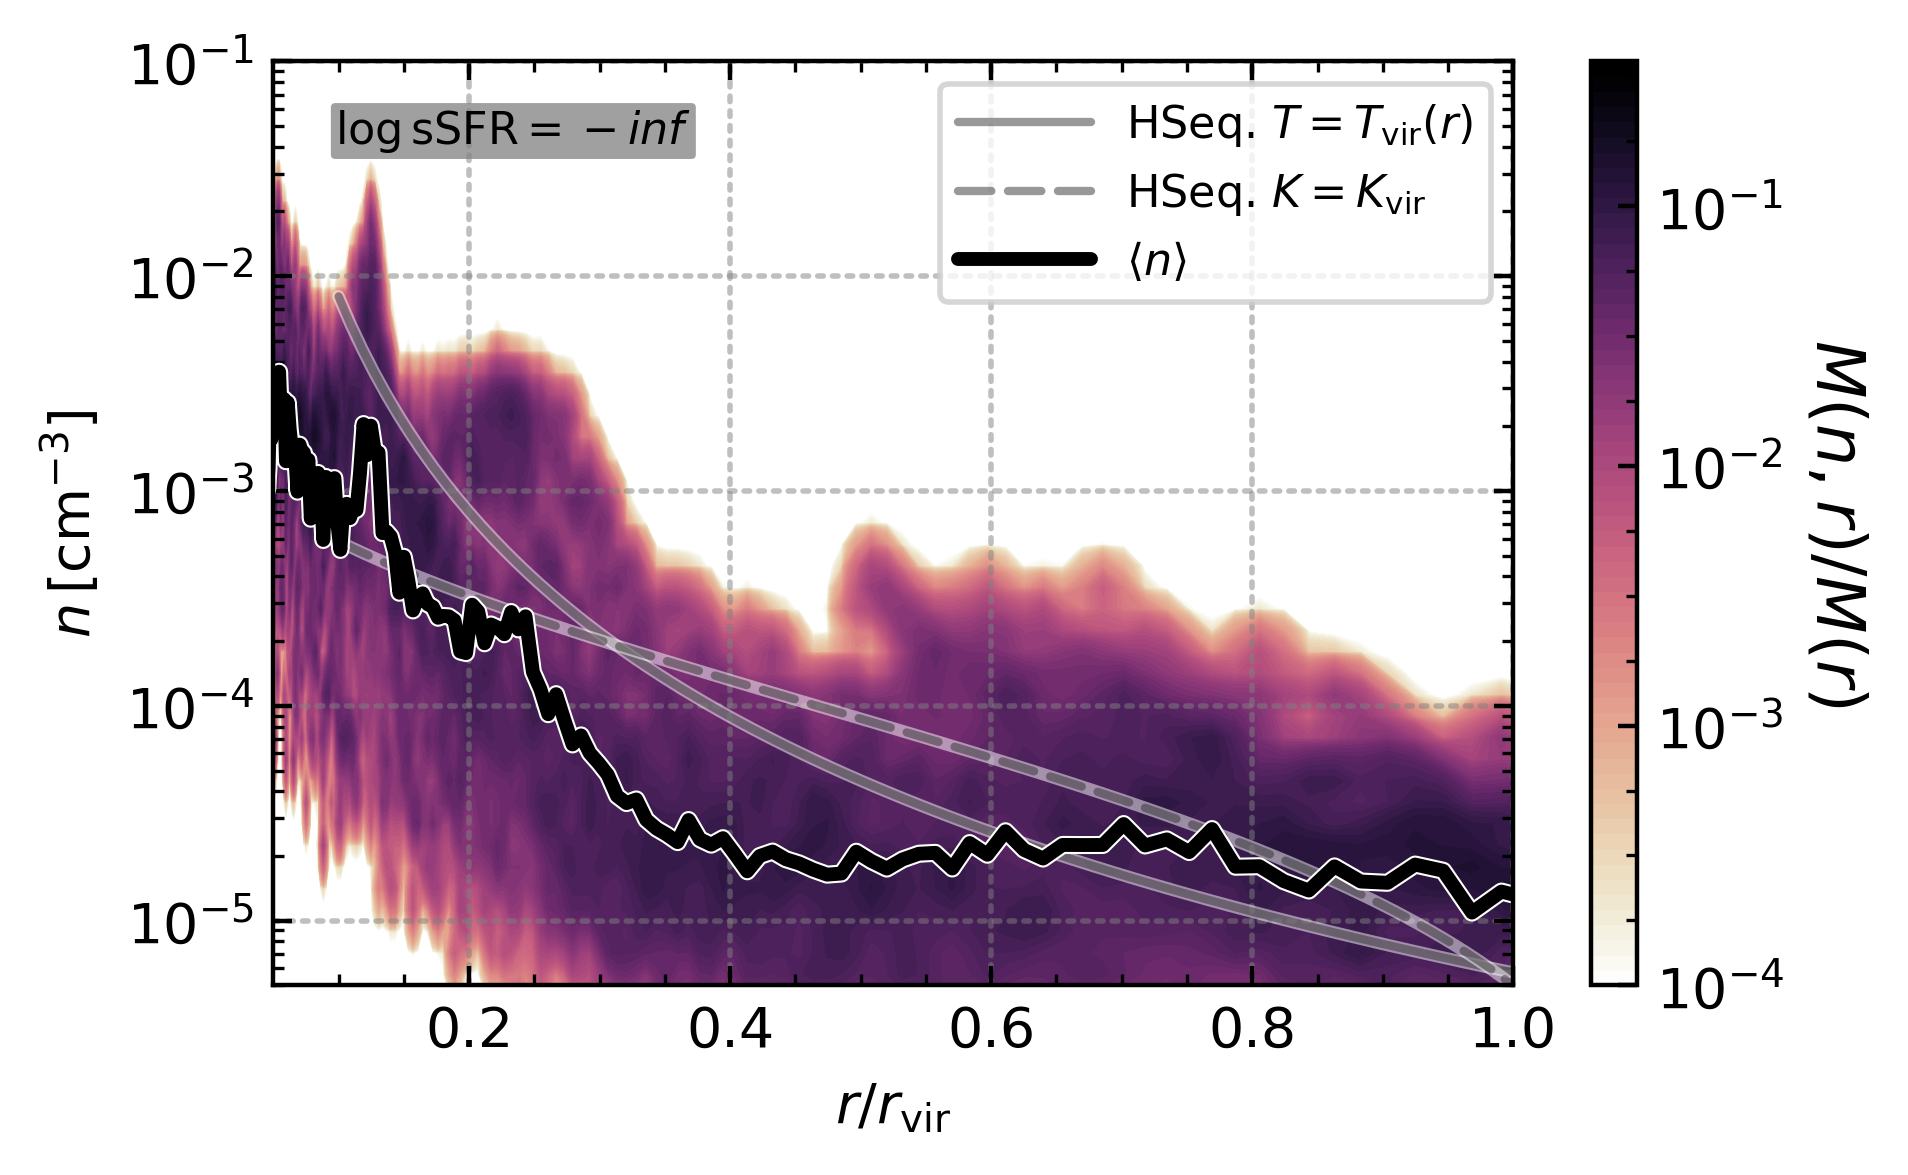 log sSFR = −inf
HSeq. T = T_vir(r)
HSeq. K = K_vir
⟨n⟩
10⁻¹
10⁻²
10⁻³
10⁻⁴
10⁻⁵
n [cm⁻³]
0.2 0.4 0.6 0.8 1.0
r/r_vir
10⁻¹
10⁻²
10⁻³
10⁻⁴
M(n, r)/M(r)